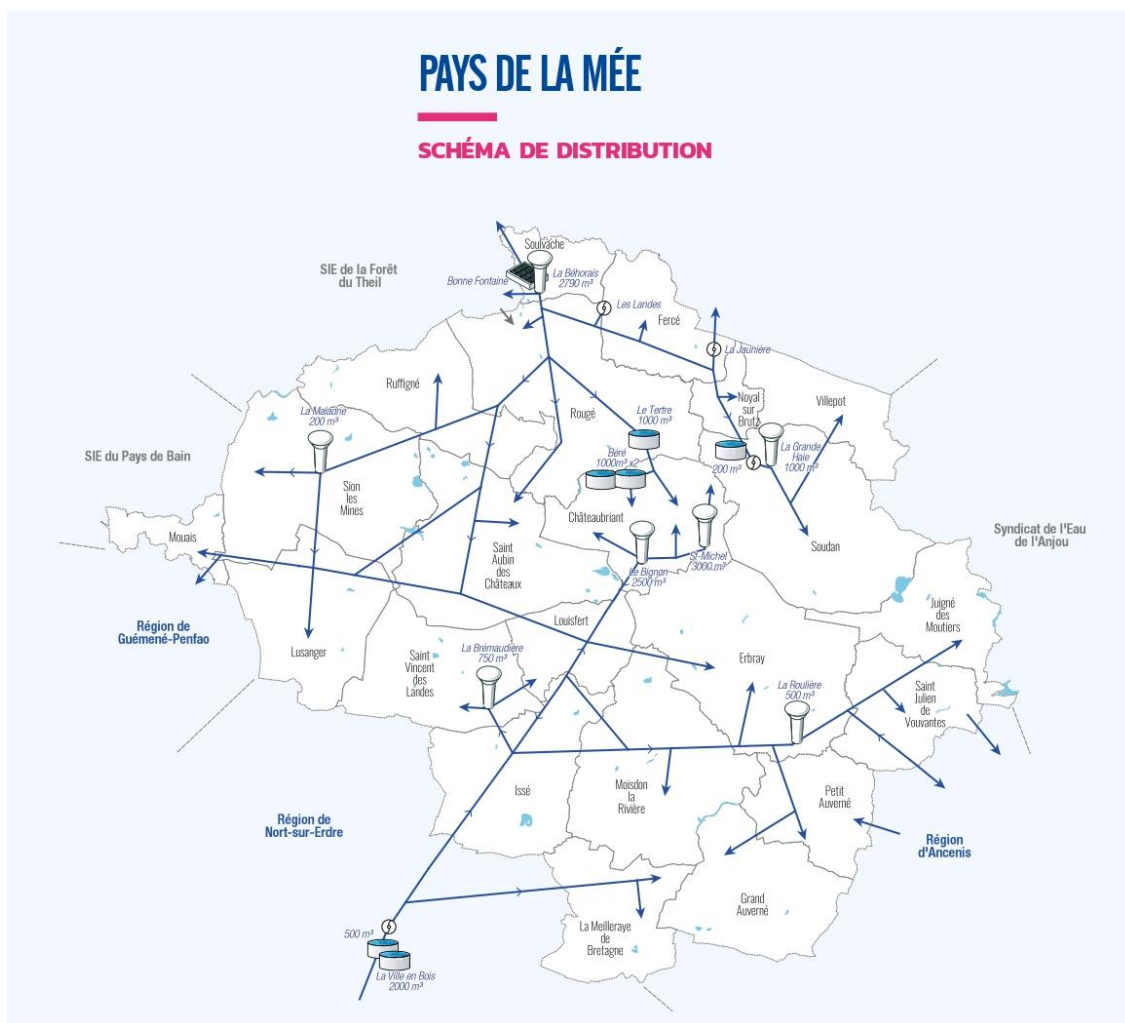 PAYS DE LA MÉE
SCHÉMA DE DISTRIBUTION
Soulvache
SIE de la Forêt
du Theil
Bonne Fontaine
La Béhorais
2790 m³
Les Landes
Fercé
La Jaunière
Ruffigné
Rougé
Le Tertre
1000 m³
Noyal
sur
Brutz
Villepot
La Maladrie
200 m³
Béré
1000m³ x2
200 m³
La Grande
Haie
1000 m³
SIE du Pays de Bain
Sion
les
Mines
Châteaubriant
Mouais
Saint
Aubin
des
Châteaux
Le Bignon
2500 m³
St-Michel
3000 m³
Soudan
Syndicat de l'Eau
de l'Anjou
Région de
Guémené-Penfao
Lusanger
Louisfert
Juigné
des
Moutiers
Saint
Vincent
des
Landes
La Brémaudière
750 m³
Erbray
La Roulière
500 m³
Saint
Julien
de
Vouvantes
Issé
Moisdon
la
Rivière
Petit
Auverné
Région de
Nort-sur-Erdre
Région
d'Ancenis
Grand
Auverné
500 m³
La Meilleraye
de
Bretagne
La Ville en Bois
2000 m³